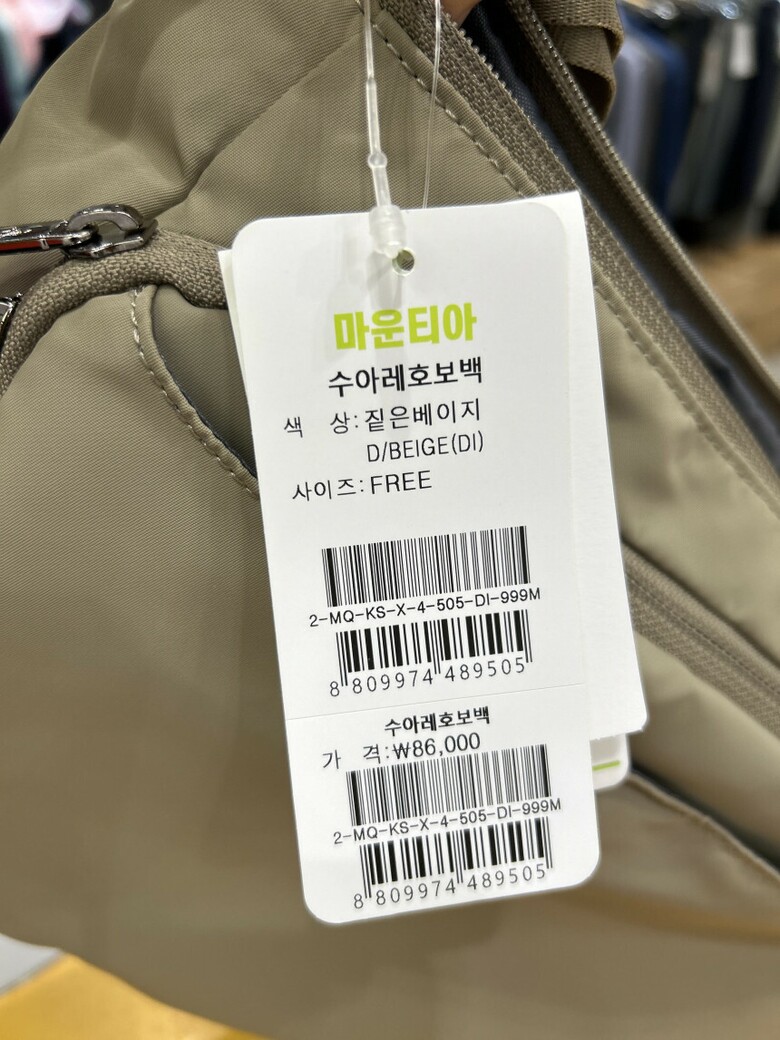 마운티아
수아레호보백
색 상:짙은베이지
D/BEIGE(DI)
사이즈:FREE
2-MQ-KS-X-4-505-DI-999M
8 809974 489505
수아레호보백
가 격:₩86,000
2-MQ-KS-X-4-505-DI-999M
8 809974 489505